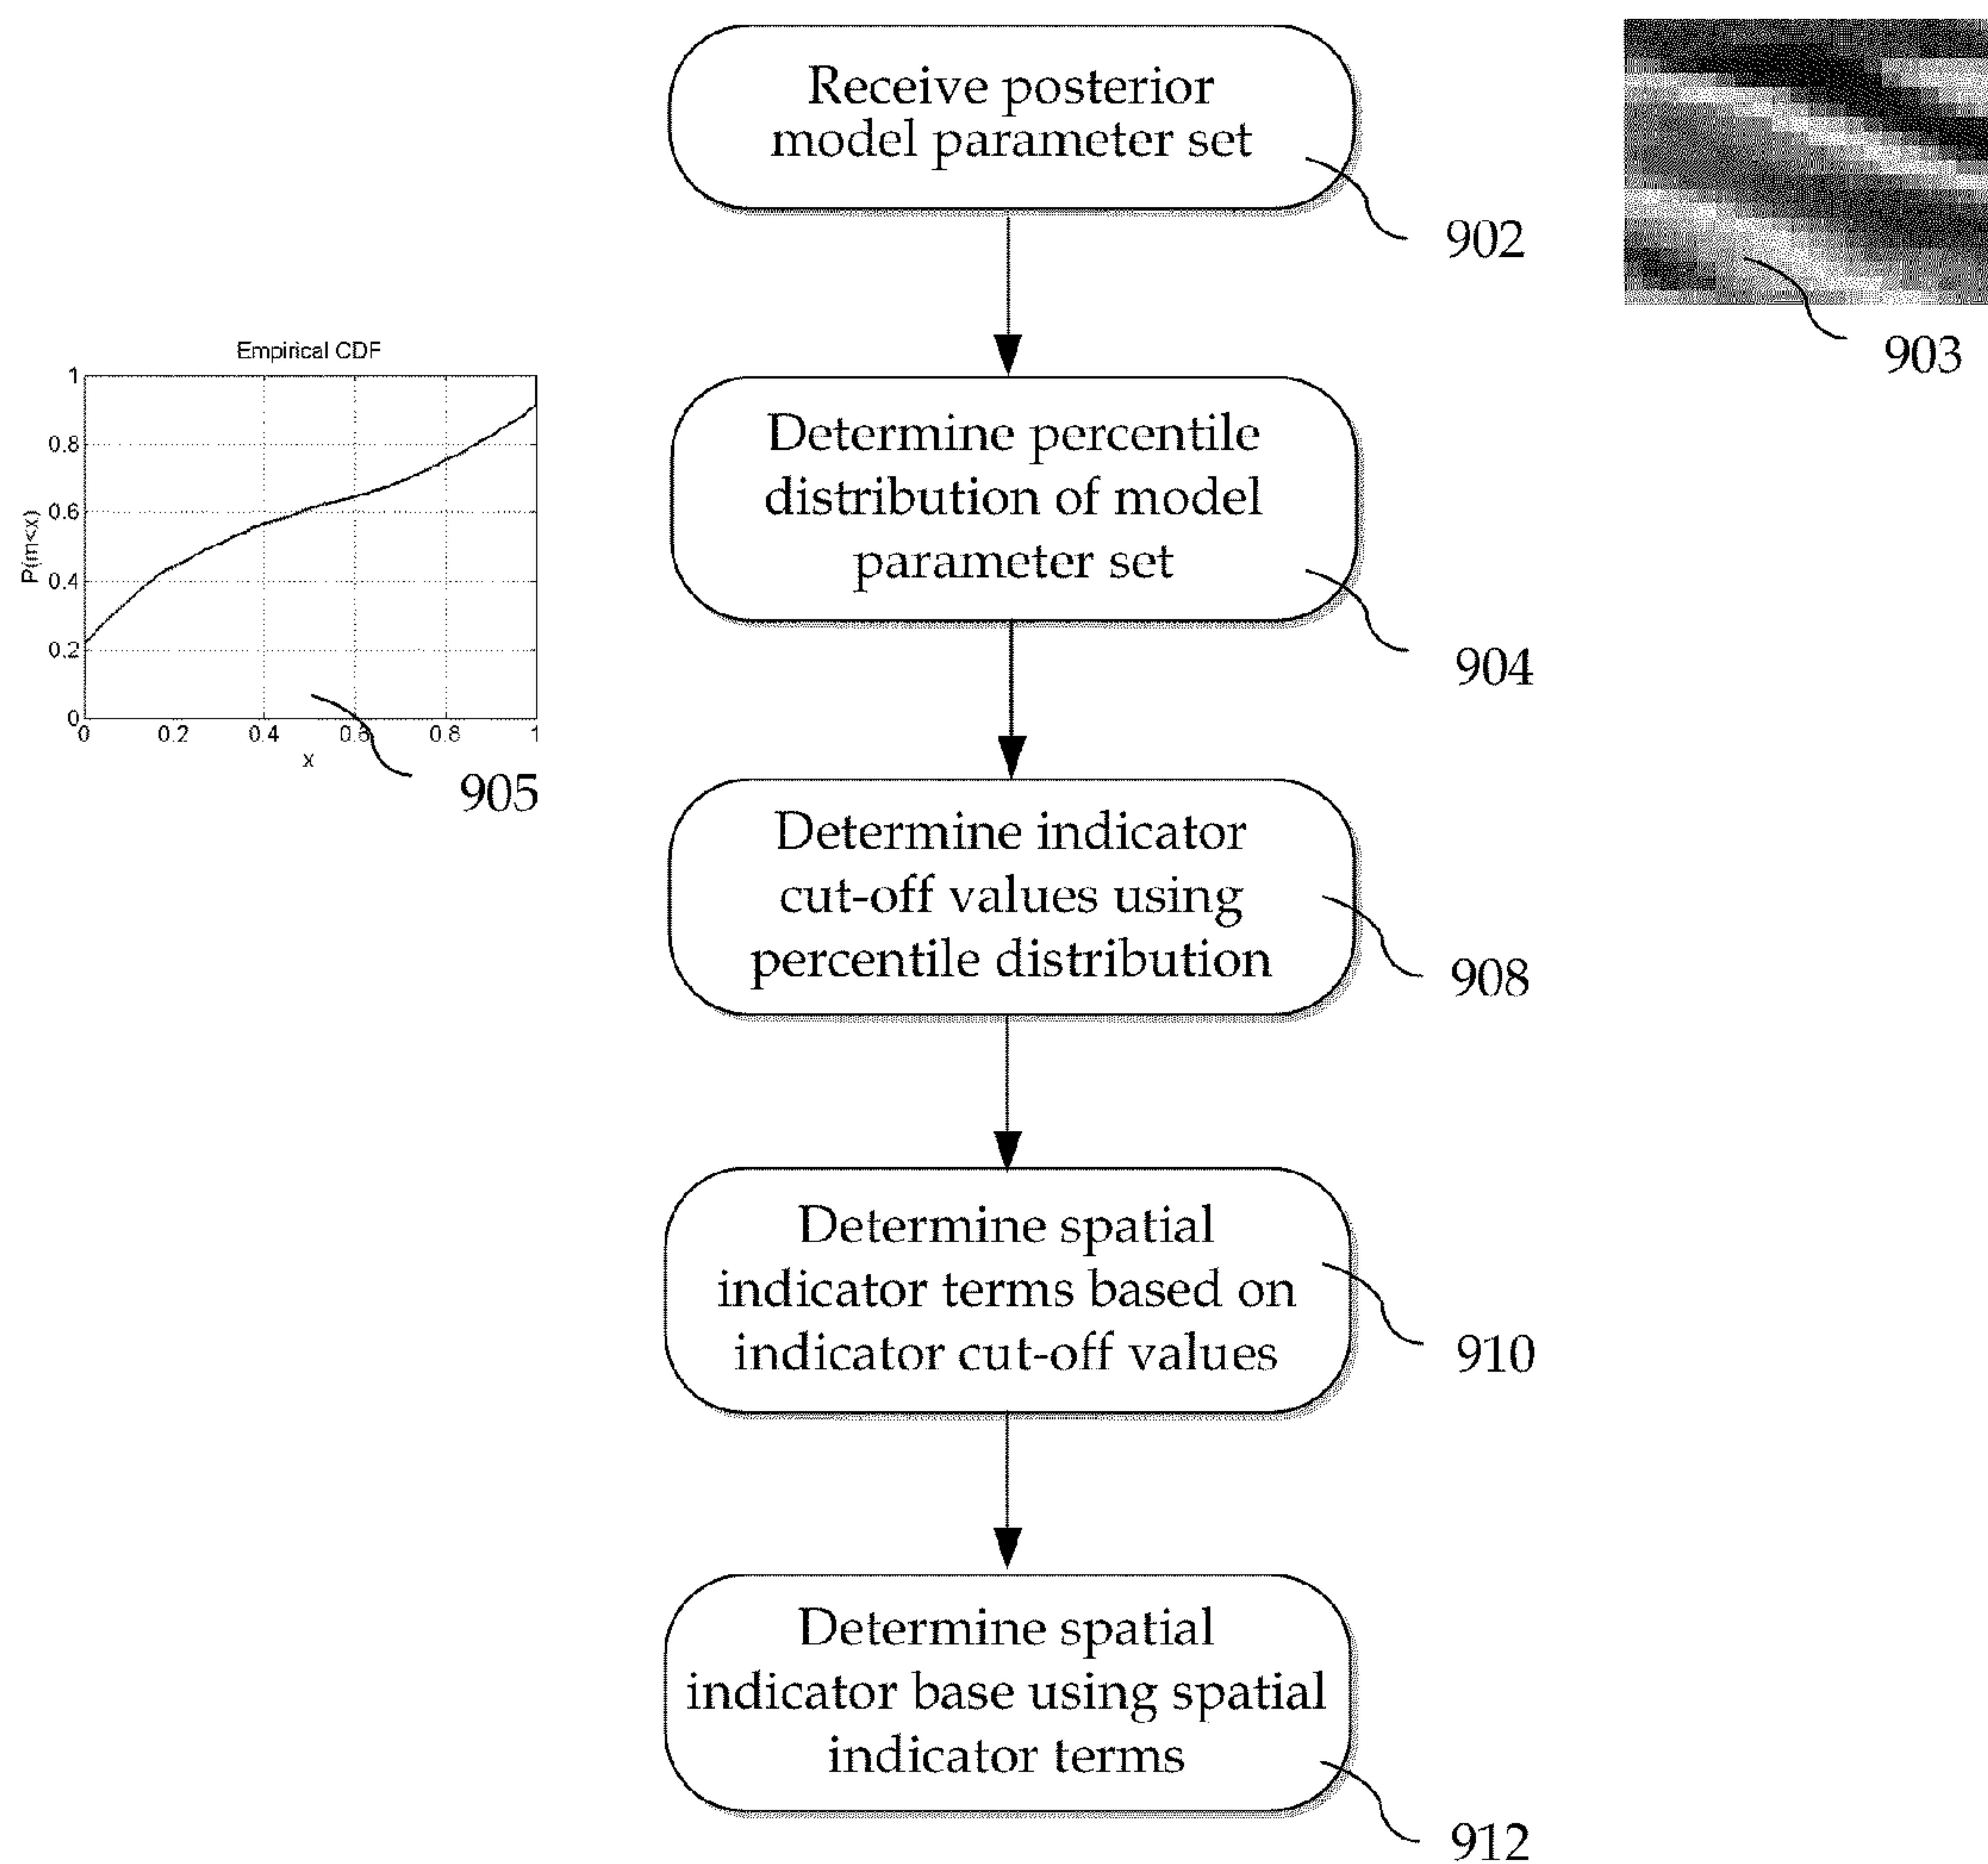 Receive posterior
model parameter set
902
903
Empirical CDF
1
0.8
0.6
0.4
0.2
0
P(m<x)
0
0.2
0.4
0.6
0.8
1
x
905
Determine percentile
distribution of model
parameter set
904
Determine indicator
cut-off values using
percentile distribution
908
Determine spatial
indicator terms based on
indicator cut-off values
910
Determine spatial
indicator base using spatial
indicator terms
912